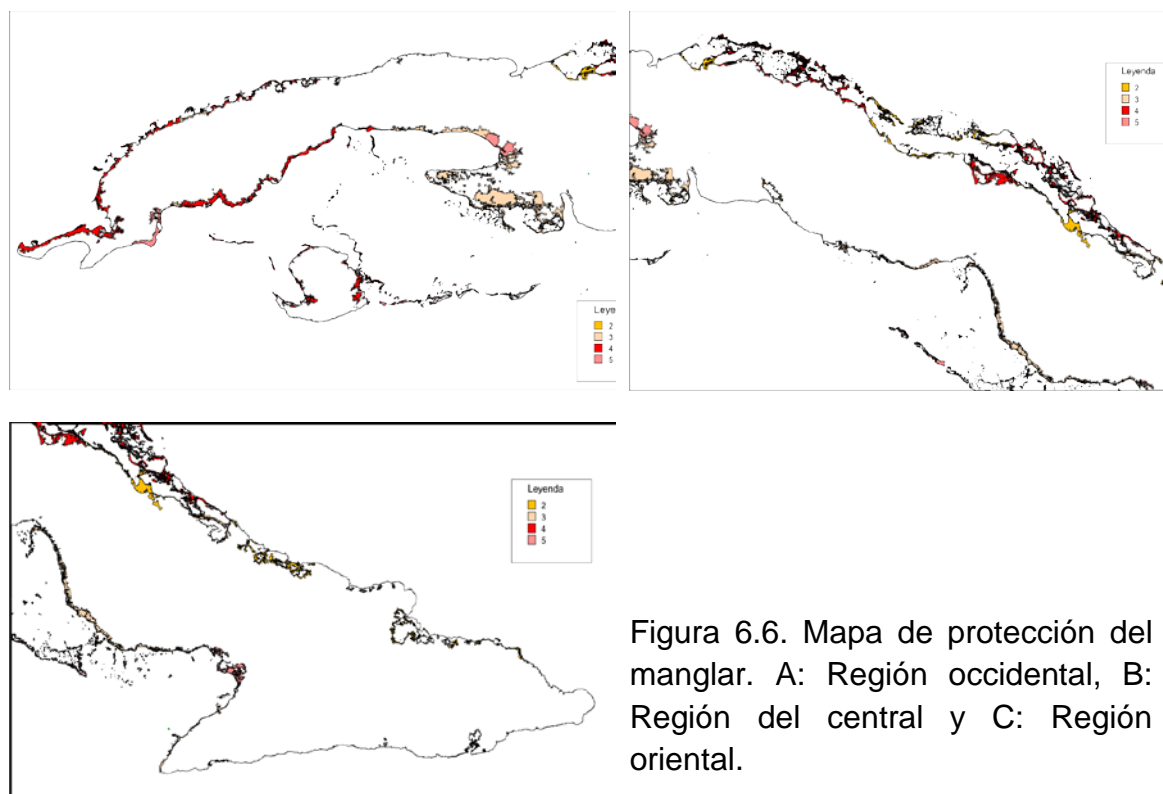 Leye
2
3
4
5
Leyenda
2
3
4
5
Leyenda
2
3
4
5
Figura 6.6. Mapa de protección del
manglar. A: Región occidental, B:
Región del central y C: Región
oriental.